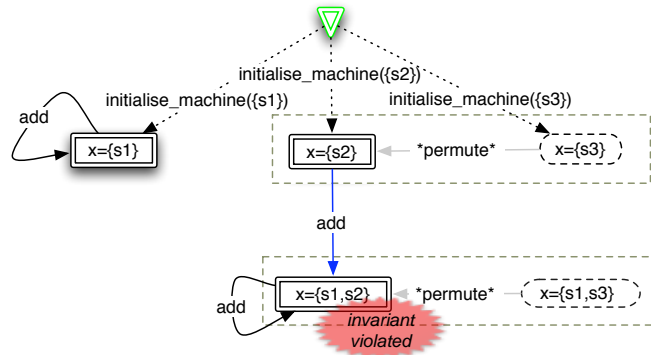 initialise_machine({s2})
initialise_machine({s1})
initialise_machine({s3})
add
x={s1}
x={s2}
*permute*
x={s3}
add
x={s1,s2}
*permute*
x={s1,s3}
add
invariant
violated